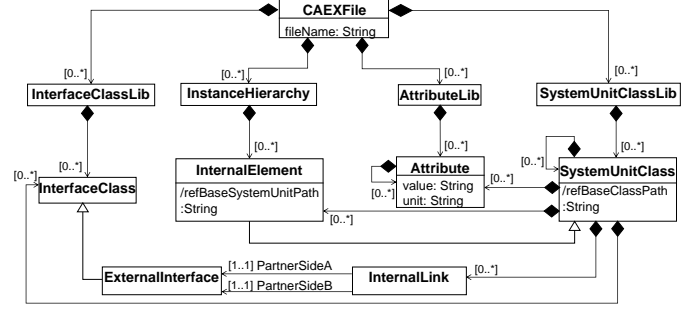 CAEXFile
fileName: String
[0..*]
[0..*]
[0..*]
[0..*]
InterfaceClassLib
InstanceHierarchy
AttributeLib
SystemUnitClassLib
[0..*]
[0..*]
[0..*]
[0..*]
[0..*]
[0..*]
InterfaceClass
InternalElement
/refBaseSystemUnitPath
:String
Attribute
value: String
unit: String
[0..*]
[0..*]
SystemUnitClass
/refBaseClassPath
:String
[0..*]
ExternalInterface
[1..1] PartnerSideA
[1..1] PartnerSideB
InternalLink
[0..*]